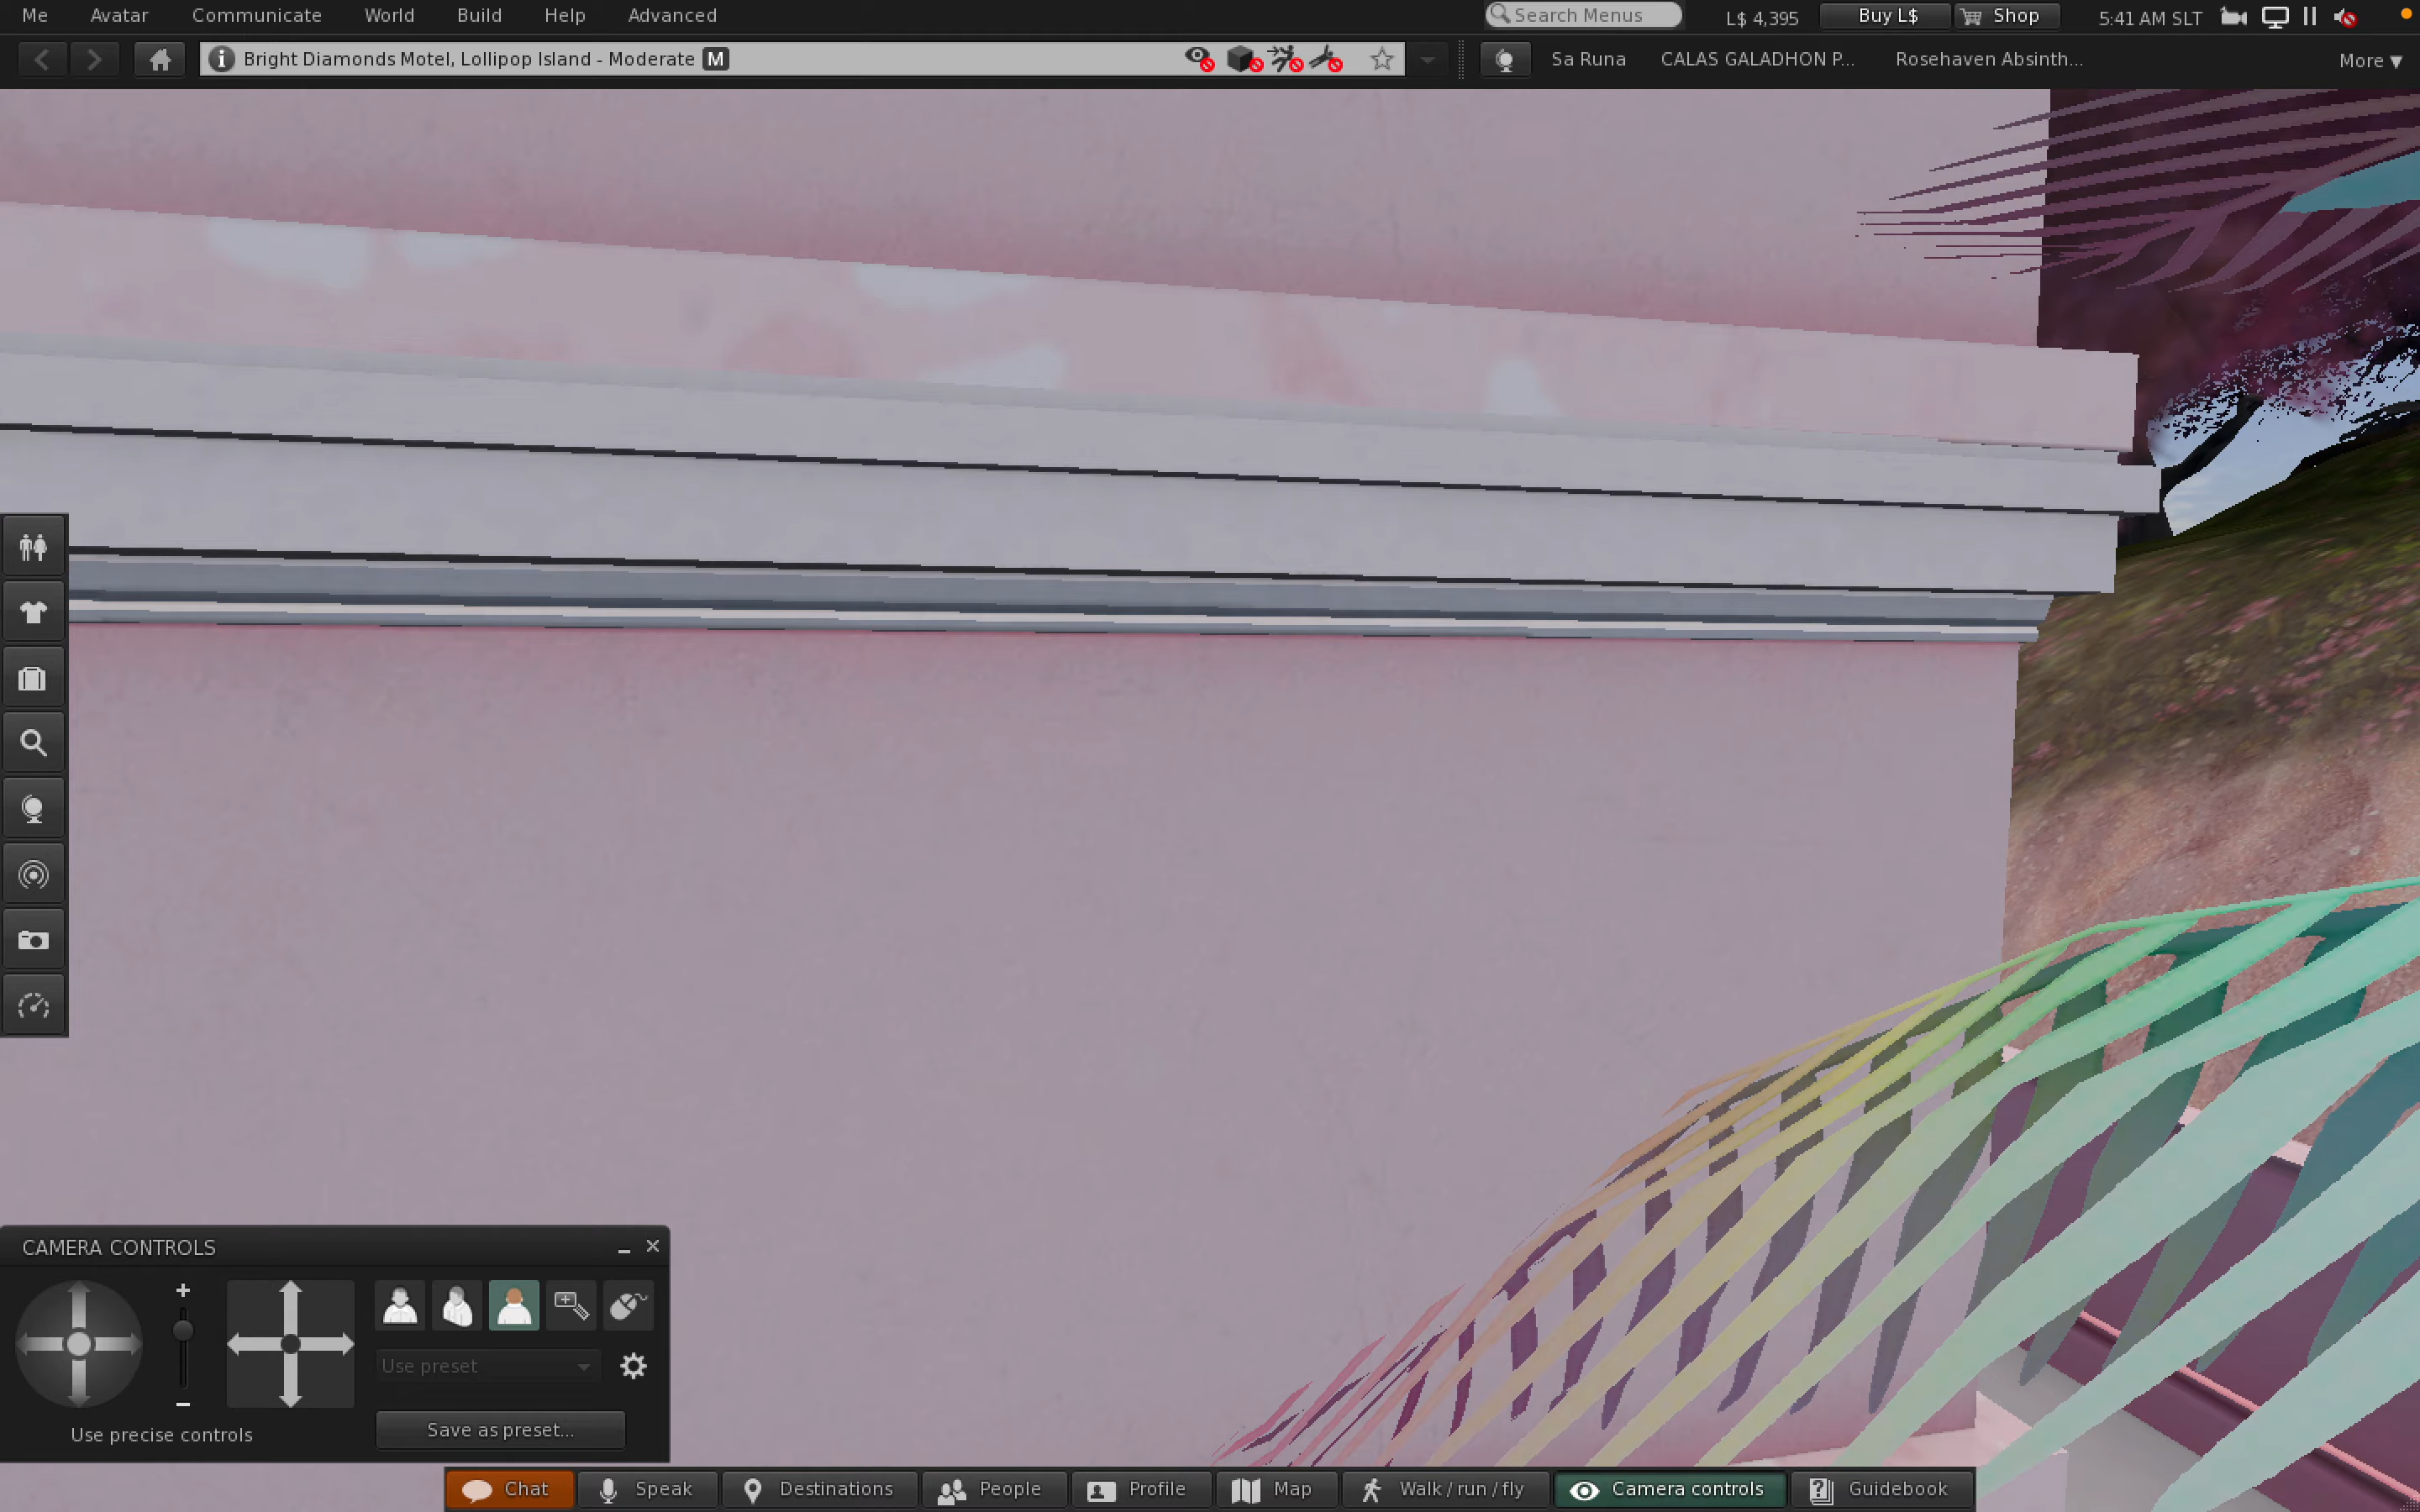 Me Avatar Communicate World Build Help Advanced Search Menus L$ 4,395 Buy L$ Shop 5:41 AM SLT
Bright Diamonds Motel, Lollipop Island - Moderate M Sa Runa CALAS GALADHON P... Rosehaven Absinth... More ▼
CAMERA CONTROLS
Use preset
Use precise controls
Save as preset...
Chat Speak Destinations People Profile Map Walk / run / fly Camera controls Guidebook